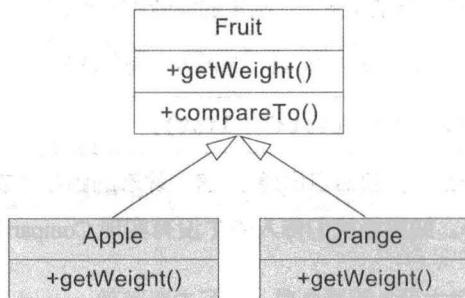 Fruit
+getWeight()
+compareTo()
Apple
Orange
+getWeight()
+getWeight()